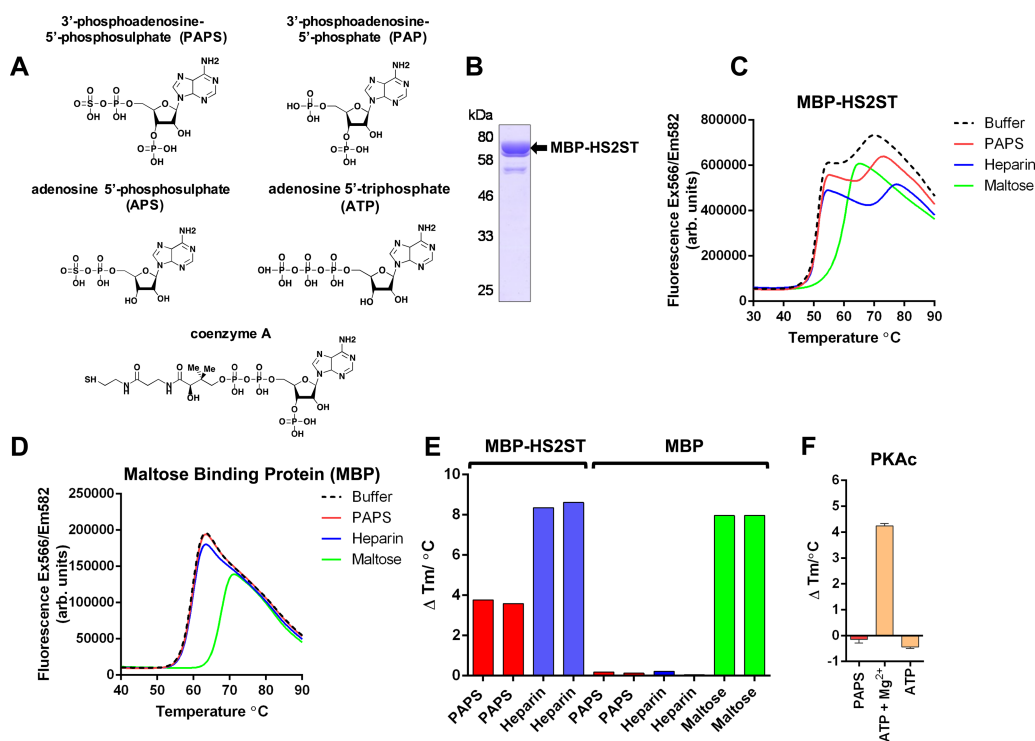 3’-phosphoadenosine-
5’-phosphosulphate (PAPS)
3’-phosphoadenosine-
5’-phosphate (PAP)
A
adenosine 5’-phosphosulphate
(APS)
adenosine 5’-triphosphate
(ATP)
coenzyme A
B
kDa
80
58
46
33
25
MBP-HS2ST
C
MBP-HS2ST
Fluorescence Ex566/Em582
(arb. units)
800000
600000
400000
200000
0
30 40 50 60 70 80 90
Temperature °C
Buffer
PAPS
Heparin
Maltose
D
Maltose Binding Protein (MBP)
Fluorescence Ex566/Em582
(arb. units)
250000
200000
150000
100000
50000
0
40 50 60 70 80 90
Temperature °C
Buffer
PAPS
Heparin
Maltose
E
MBP-HS2ST
MBP
Δ Tm/ °C
10
8
6
4
2
0
PAPS
PAPS
Heparin
Heparin
PAPS
PAPS
Heparin
Heparin
Maltose
Maltose
F
PKAc
Δ Tm/°C
6
5
4
3
2
1
0
-1
PAPS
ATP + Mg2+
ATP